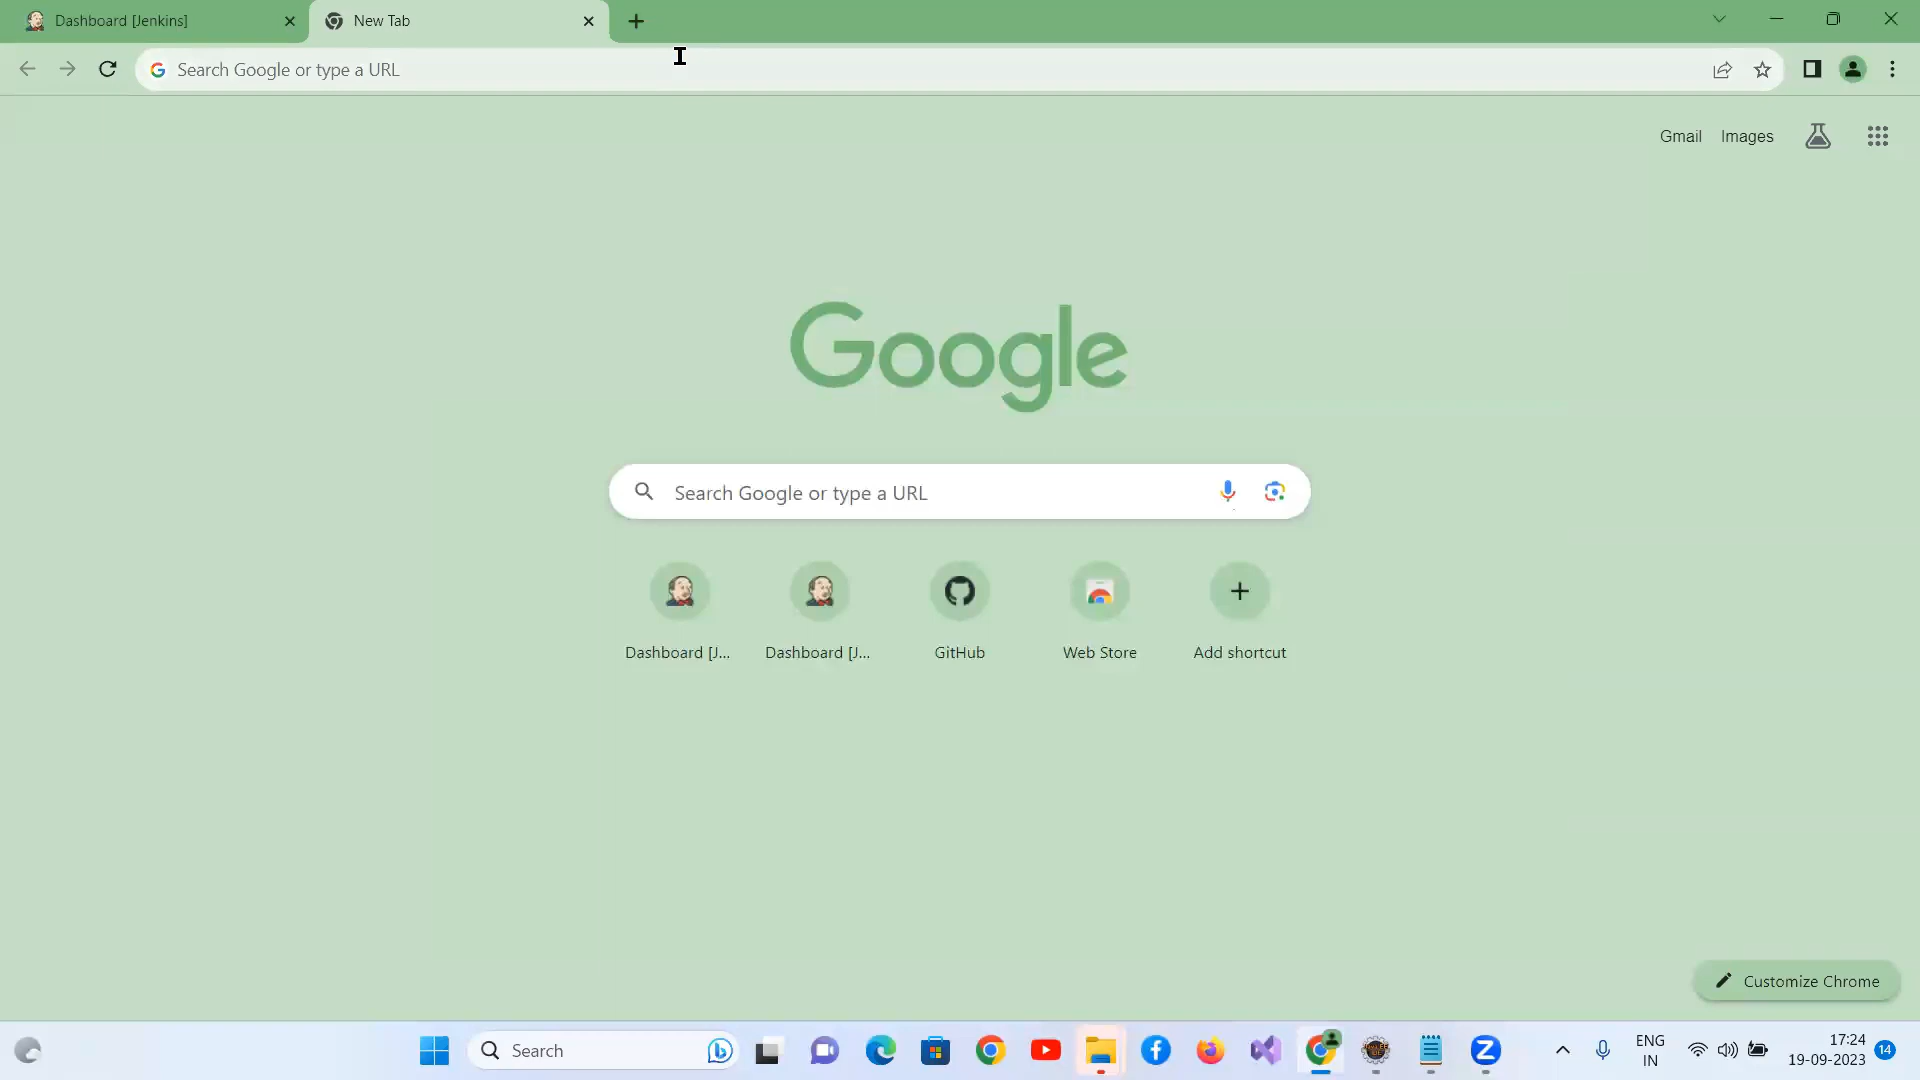 Dashboard [Jenkins]
New Tab
Search Google or type a URL
Gmail
Images
Google
Search Google or type a URL
Dashboard [J...
Dashboard [J...
GitHub
Web Store
Add shortcut
Customize Chrome
Search
ENG
IN
17:24
19-09-2023
14